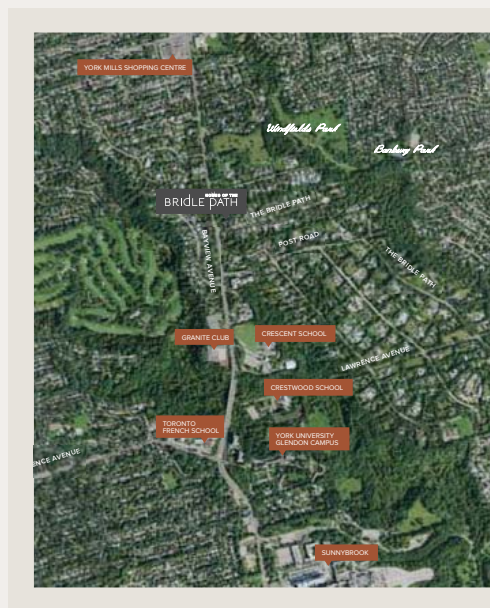 YORK MILLS SHOPPING CENTRE
Windfields Park
Banbury Park
BRIDLE PATH
THE BRIDLE PATH
POST ROAD
BAYVIEW AVENUE
THE BRIDLE PATH
GRANITE CLUB
CRESCENT SCHOOL
LAWRENCE AVENUE
CRESTWOOD SCHOOL
TORONTO
FRENCH SCHOOL
YORK UNIVERSITY
GLENDON CAMPUS
ENCE AVENUE
SUNNYBROOK